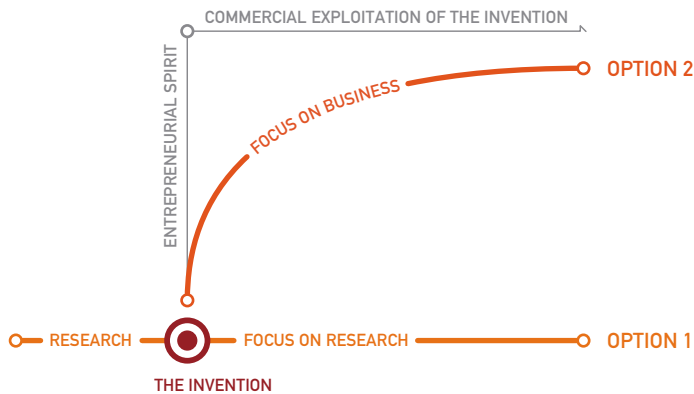 COMMERCIAL EXPLOITATION OF THE INVENTION
ENTREPRENEURIAL SPIRIT
FOCUS ON BUSINESS
OPTION 2
RESEARCH
FOCUS ON RESEARCH
OPTION 1
THE INVENTION